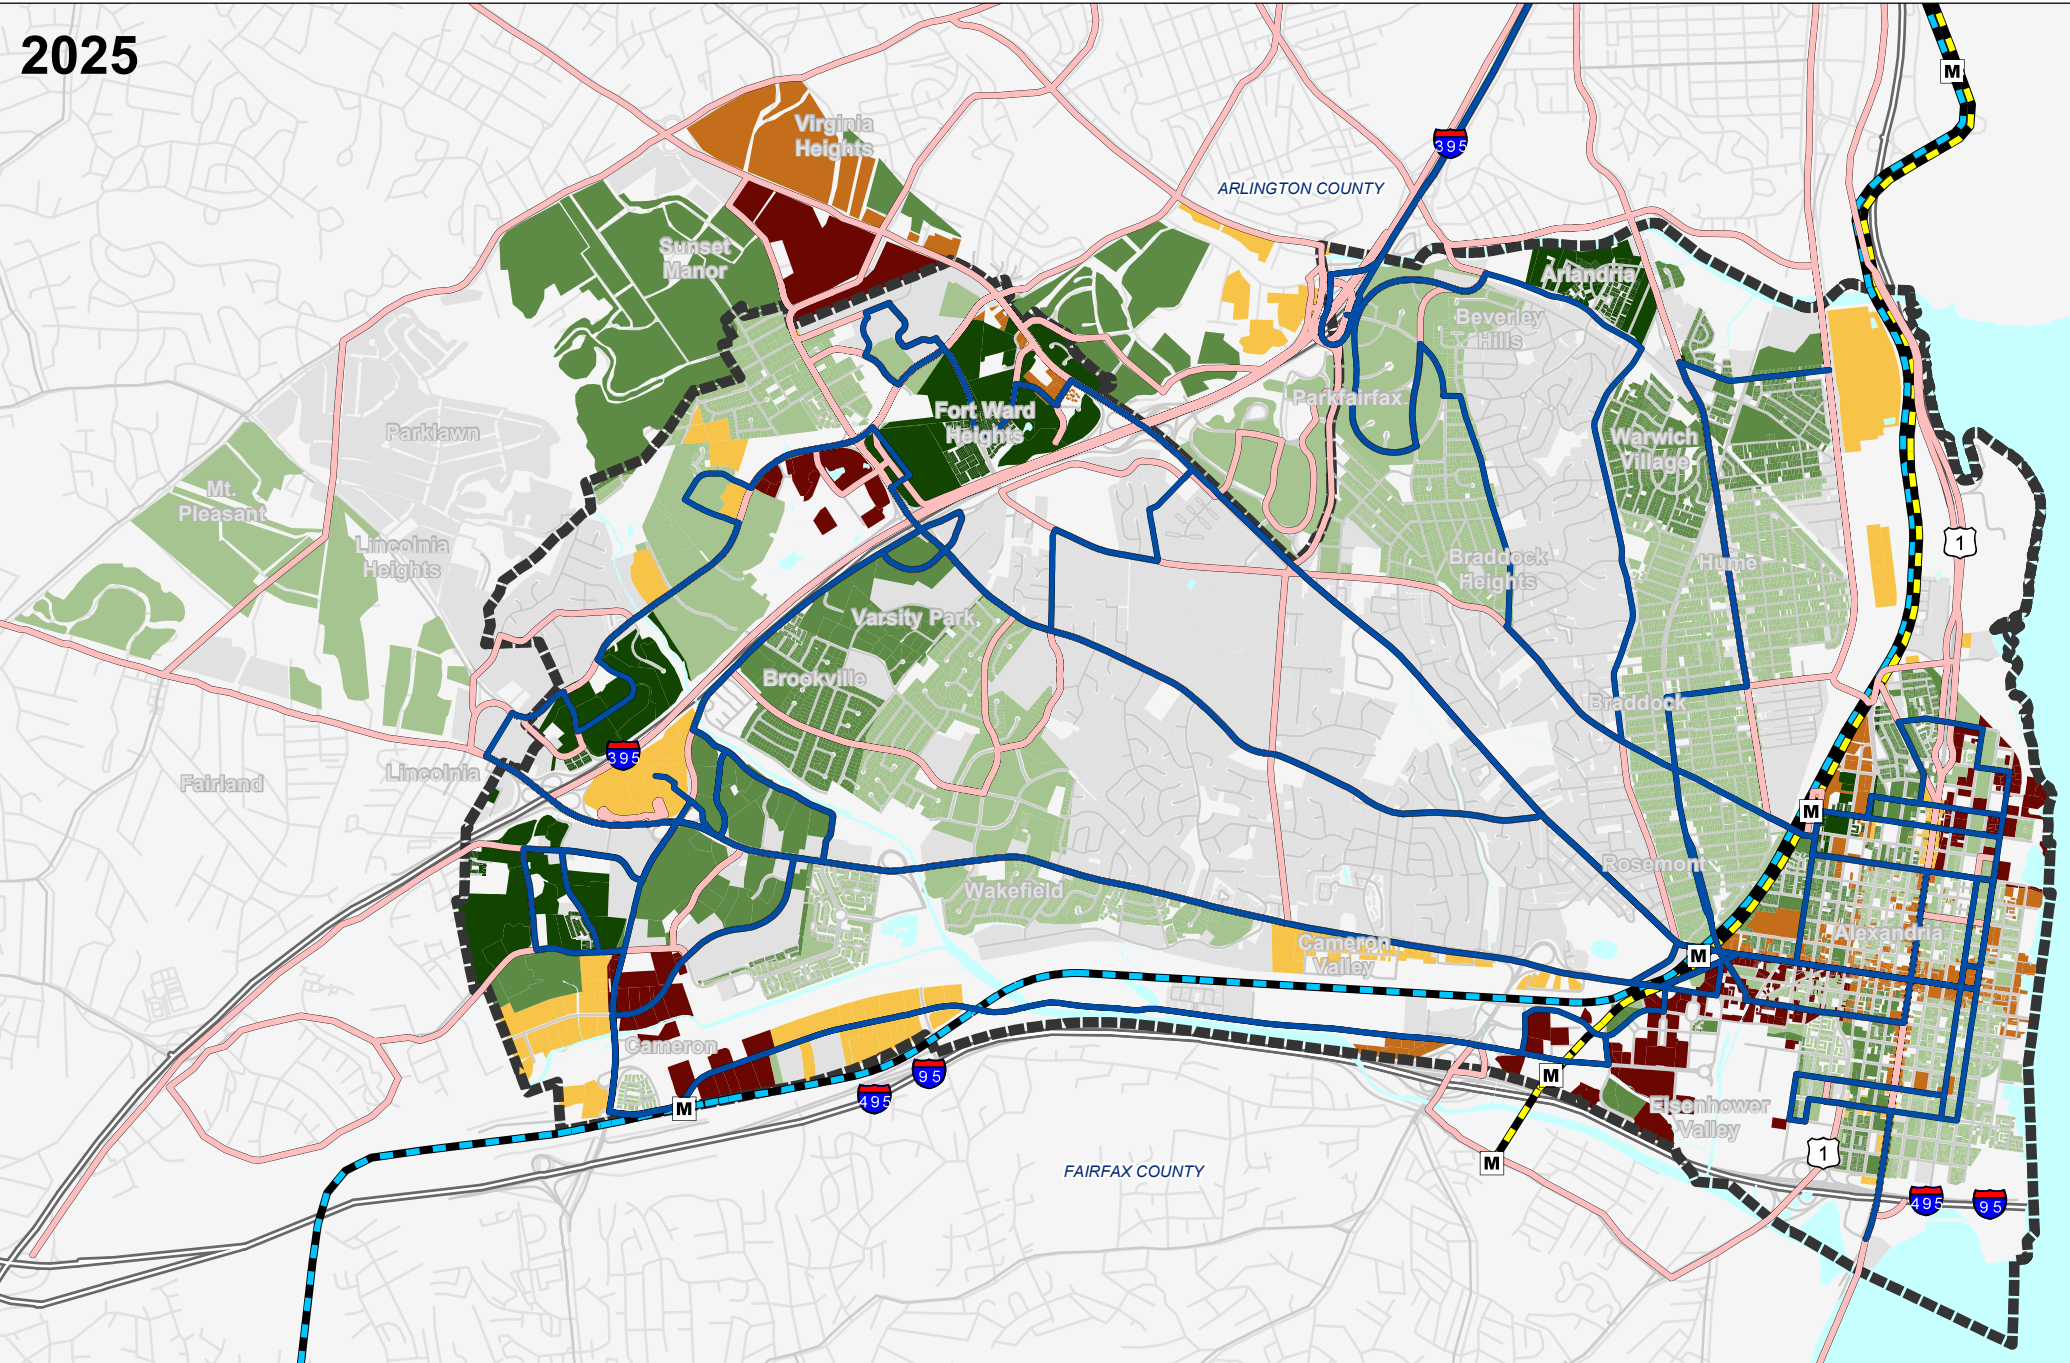 2025
M
Virginia
Heights
395
ARLINGTON COUNTY
Sunset
Manor
Arlandria
Beverley
Hills
Parkfairfax
Fort Ward
Heights
Parklawn
Warwich
Village
Mt.
Pleasant
Lincolnia
Heights
1
Braddock
Heights
Hume
Varsity Park
Brookville
Braddock
395
Lincolnia
Fairland
M
Rosemont
Wakefield
Alexandria
Cameron
Valley
M
Cameron
95
M
495
M
Eisenhower
Valley
1
M
FAIRFAX COUNTY
495
95